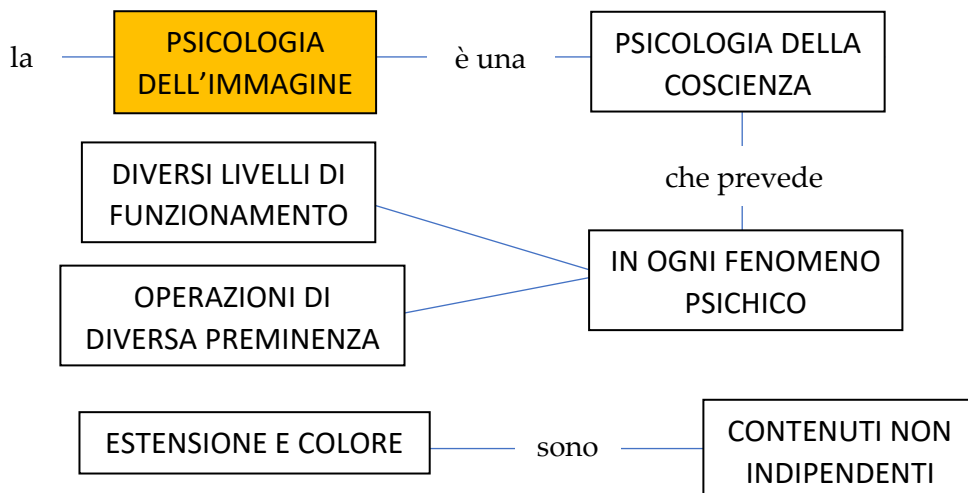 la
PSICOLOGIA
DELL’IMMAGINE
è una
PSICOLOGIA DELLA
COSCIENZA
che prevede
DIVERSI LIVELLI DI
FUNZIONAMENTO
IN OGNI FENOMENO
PSICHICO
OPERAZIONI DI
DIVERSA PREMINENZA
ESTENSIONE E COLORE
sono
CONTENUTI NON
INDIPENDENTI